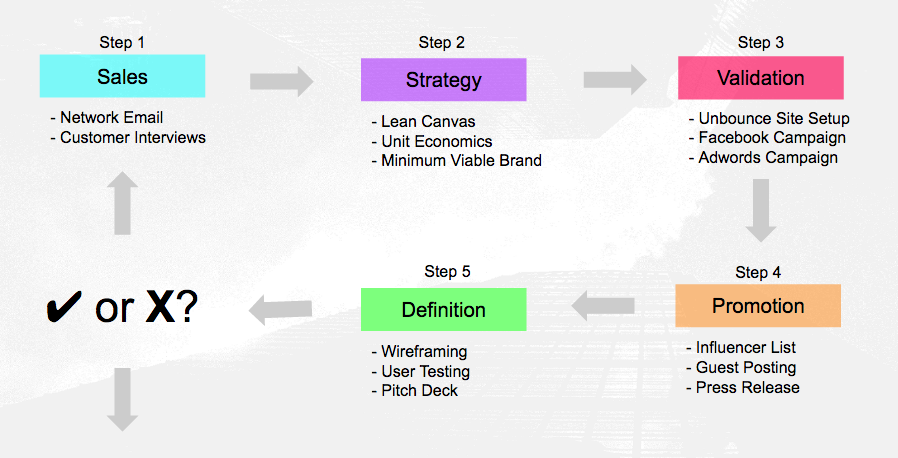 Step 1
Sales
- Network Email
- Customer Interviews
Step 2
Strategy
- Lean Canvas
- Unit Economics
- Minimum Viable Brand
Step 3
Validation
- Unbounce Site Setup
- Facebook Campaign
- Adwords Campaign
Step 4
Promotion
- Influencer List
- Guest Posting
- Press Release
Step 5
Definition
- Wireframing
- User Testing
- Pitch Deck
✔ or X?